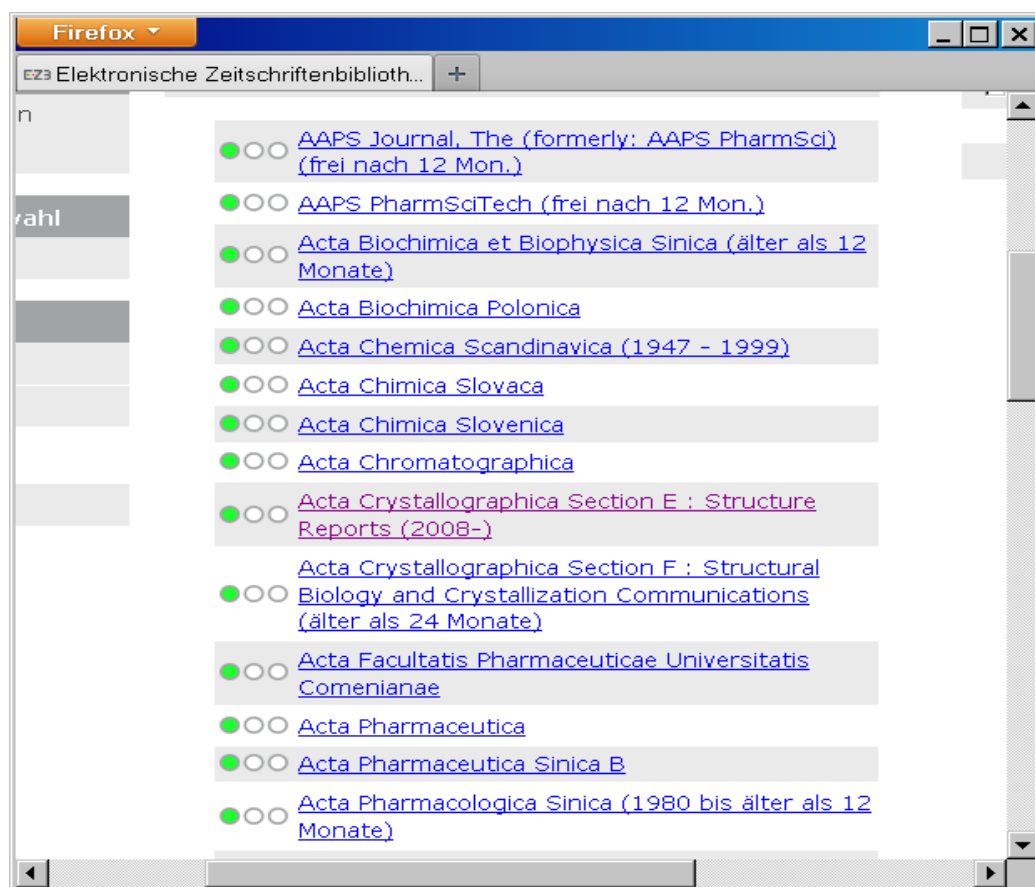 Firefox
EZB Elektronische Zeitschriftenbiblioth...
n
AAPS Journal, The (formerly: AAPS PharmSci)
(frei nach 12 Mon.)
AAPS PharmSciTech (frei nach 12 Mon.)
vahl
Acta Biochimica et Biophysica Sinica (älter als 12
Monate)
Acta Biochimica Polonica
Acta Chemica Scandinavica (1947 - 1999)
Acta Chimica Slovaca
Acta Chimica Slovenica
Acta Chromatographica
Acta Crystallographica Section E : Structure
Reports (2008-)
Acta Crystallographica Section F : Structural
Biology and Crystallization Communications
(älter als 24 Monate)
Acta Facultatis Pharmaceuticae Universitatis
Comenianae
Acta Pharmaceutica
Acta Pharmaceutica Sinica B
Acta Pharmacologica Sinica (1980 bis älter als 12
Monate)